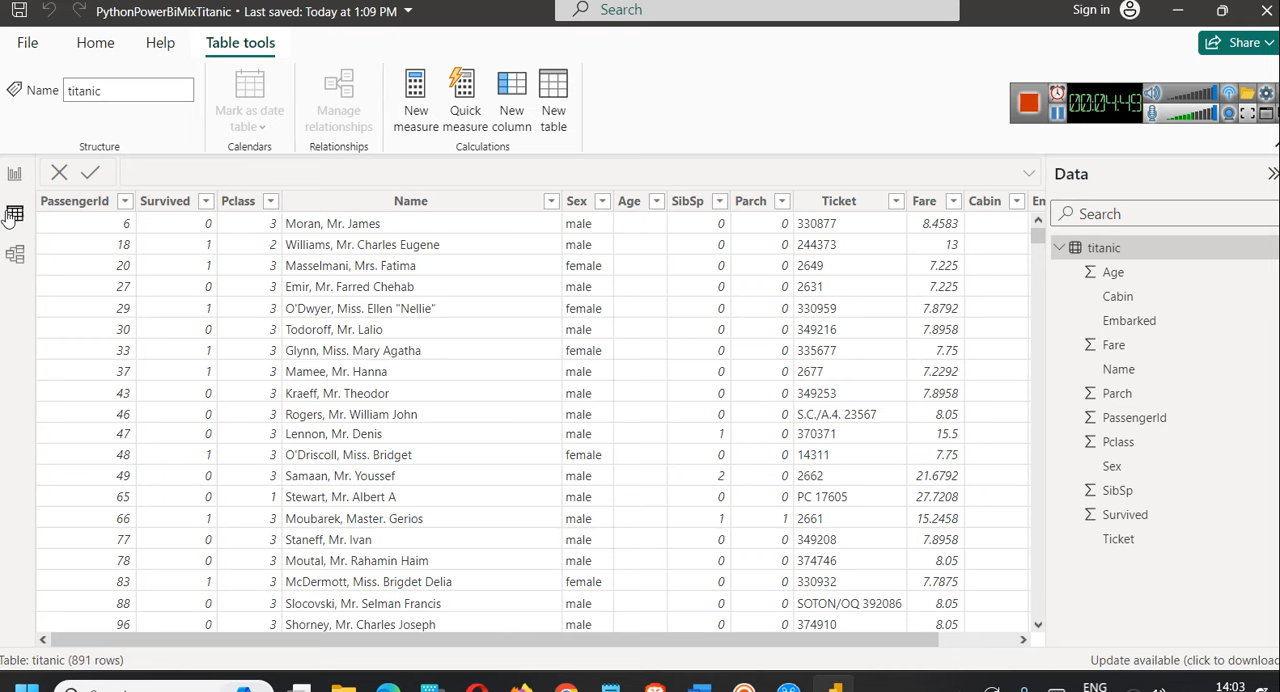 PythonPowerBiMixTitanic • Last saved: Today at 1:09 PM
Search
Sign in
File Home Help Table tools
Share
Name titanic
Mark as date table
Manage relationships
New measure
Quick measure
New column
New table
Structure
Calendars
Relationships
Calculations
00:04:49
Data
Search
PassengerId Survived Pclass Name Sex Age SibSp Parch Ticket Fare Cabin
6 0 3 Moran, Mr. James male 0 0 330877 8.4583
18 1 2 Williams, Mr. Charles Eugene male 0 0 244373 13
20 1 3 Masselmani, Mrs. Fatima female 0 0 2649 7.225
27 0 3 Emir, Mr. Farred Chehab male 0 0 2631 7.225
29 1 3 O'Dwyer, Miss. Ellen "Nellie" female 0 0 330959 7.8792
30 0 3 Todoroff, Mr. Lalio male 0 0 349216 7.8958
33 1 3 Glynn, Miss. Mary Agatha female 0 0 335677 7.75
37 1 3 Mamee, Mr. Hanna male 0 0 2677 7.2292
43 0 3 Kraeff, Mr. Theodor male 0 0 349253 7.8958
46 0 3 Rogers, Mr. William John male 0 0 S.C./A.4. 23567 8.05
47 0 3 Lennon, Mr. Denis male 1 0 370371 15.5
48 1 3 O'Driscoll, Miss. Bridget female 0 0 14311 7.75
49 0 3 Samaan, Mr. Youssef male 2 0 2662 21.6792
65 0 1 Stewart, Mr. Albert A male 0 0 PC 17605 27.7208
66 1 3 Moubarek, Master. Gerios male 1 1 2661 15.2458
77 0 3 Staneff, Mr. Ivan male 0 0 349208 7.8958
78 0 3 Moutal, Mr. Rahamin Haim male 0 0 374746 8.05
83 1 3 McDermott, Miss. Brigdet Delia female 0 0 330932 7.7875
88 0 3 Slocovski, Mr. Selman Francis male 0 0 SOTON/OQ 392086 8.05
96 0 3 Shorney, Mr. Charles Joseph male 0 0 374910 8.05
titanic
Age
Cabin
Embarked
Fare
Name
Parch
PassengerId
Pclass
Sex
SibSp
Survived
Ticket
Table: titanic (891 rows)
Update available (click to download
ENG
14:03